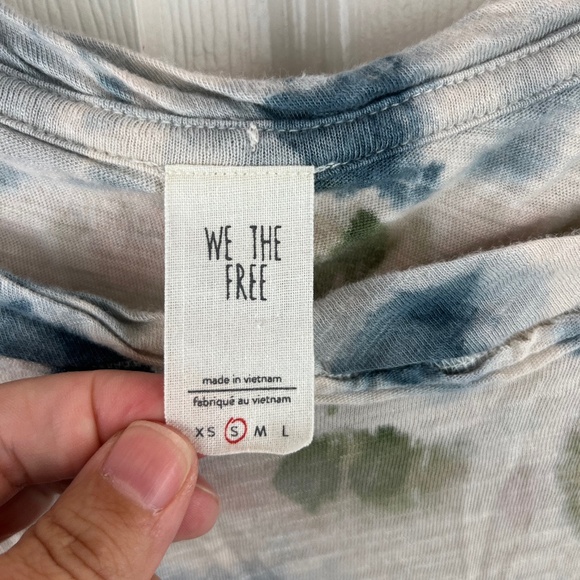 WE THE
FREE
made in vietnam
fabriqué au vietnam
XS S M L